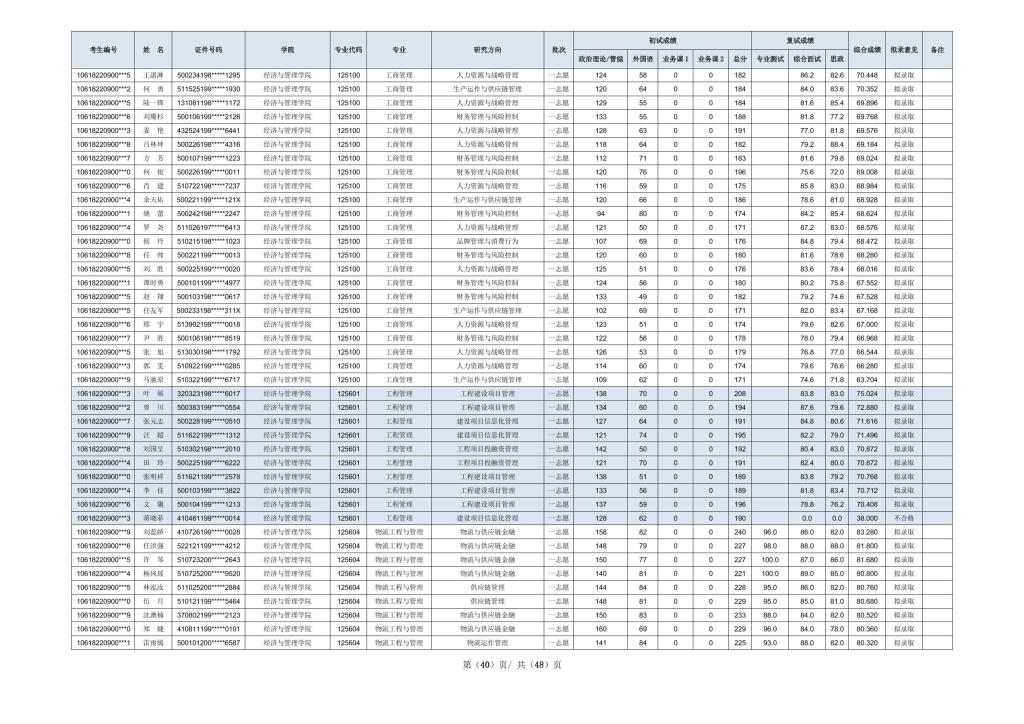 考生编号 姓 名 证件号码 学院 专业代码 专业 研究方向 批次 初试成绩 复试成绩 综合成绩 拟录意见 备注
政治理论/管综 外国语 业务课1 业务课2 总分 专业测试 综合面试 思政
10618220900***5 王湛淋 500234198*****1295 经济与管理学院 125100 工商管理 人力资源与战略管理 一志愿 124 58 0 0 182 86.2 82.6 70.448 拟录取
10618220900***2 何 勇 511525199*****1930 经济与管理学院 125100 工商管理 生产运作与供应链管理 一志愿 120 64 0 0 184 84.0 83.6 70.352 拟录取
10618220900***5 陆一锋 131081198*****1172 经济与管理学院 125100 工商管理 人力资源与战略管理 一志愿 129 55 0 0 184 81.6 85.4 69.896 拟录取
10618220900***6 刘珊杉 500106199*****2128 经济与管理学院 125100 工商管理 财务管理与风险控制 一志愿 133 55 0 0 188 81.8 77.2 69.768 拟录取
10618220900***3 姜 艳 432524199*****6441 经济与管理学院 125100 工商管理 人力资源与战略管理 一志愿 128 63 0 0 191 77.0 81.8 69.576 拟录取
10618220900***8 吕林坤 500226198*****4316 经济与管理学院 125100 工商管理 人力资源与战略管理 一志愿 118 64 0 0 182 79.2 88.4 69.184 拟录取
10618220900***7 方 芳 500107199*****1223 经济与管理学院 125100 工商管理 财务管理与风险控制 一志愿 112 71 0 0 183 81.6 79.8 69.024 拟录取
10618220900***0 何 俊 500226199*****0011 经济与管理学院 125100 工商管理 财务管理与风险控制 一志愿 120 76 0 0 196 75.6 72.0 69.008 拟录取
10618220900***6 肖 建 510722198*****7237 经济与管理学院 125100 工商管理 人力资源与战略管理 一志愿 116 59 0 0 175 85.8 83.0 68.984 拟录取
10618220900***4 余天佑 500221199*****121X 经济与管理学院 125100 工商管理 生产运作与供应链管理 一志愿 120 66 0 0 186 78.6 81.0 68.928 拟录取
10618220900***1 姚 蕾 500242198*****2247 经济与管理学院 125100 工商管理 财务管理与风险控制 一志愿 94 80 0 0 174 84.2 85.4 68.624 拟录取
10618220900***4 罗 尧 511026197*****6413 经济与管理学院 125100 工商管理 人力资源与战略管理 一志愿 121 50 0 0 171 87.2 83.0 68.576 拟录取
10618220900***0 侯 丹 510215198*****1023 经济与管理学院 125100 工商管理 品牌管理与消费行为 一志愿 107 69 0 0 176 84.8 79.4 68.472 拟录取
10618220900***8 任 帅 500221199*****0013 经济与管理学院 125100 工商管理 财务管理与风险控制 一志愿 120 60 0 0 180 81.6 78.6 68.280 拟录取
10618220900***5 刘 胜 500225199*****0020 经济与管理学院 125100 工商管理 人力资源与战略管理 一志愿 125 51 0 0 176 83.6 78.4 68.016 拟录取
10618220900***1 谭时勇 500101199*****4977 经济与管理学院 125100 工商管理 财务管理与风险控制 一志愿 124 56 0 0 180 80.2 75.8 67.552 拟录取
10618220900***5 赵 翔 500103198*****0617 经济与管理学院 125100 工商管理 财务管理与风险控制 一志愿 133 49 0 0 182 79.2 74.6 67.528 拟录取
10618220900***5 任友军 500233198*****311X 经济与管理学院 125100 工商管理 生产运作与供应链管理 一志愿 102 69 0 0 171 82.0 83.4 67.168 拟录取
10618220900***6 邢 宇 513902199*****0018 经济与管理学院 125100 工商管理 人力资源与战略管理 一志愿 123 51 0 0 174 79.6 82.6 67.000 拟录取
10618220900***7 尹 胜 500106198*****8519 经济与管理学院 125100 工商管理 财务管理与风险控制 一志愿 122 56 0 0 178 78.0 79.4 66.968 拟录取
10618220900***5 张 旭 513030198*****1792 经济与管理学院 125100 工商管理 人力资源与战略管理 一志愿 126 53 0 0 179 76.8 77.0 66.544 拟录取
10618220900***3 郭 雯 510922199*****0285 经济与管理学院 125100 工商管理 人力资源与战略管理 一志愿 114 60 0 0 174 79.6 76.6 66.280 拟录取
10618220900***9 马驰原 510322199*****6717 经济与管理学院 125100 工商管理 生产运作与供应链管理 一志愿 109 62 0 0 171 74.6 71.8 63.704 拟录取
10618220900***3 叶 硕 320323198*****6017 经济与管理学院 125601 工程管理 工程建设项目管理 一志愿 138 70 0 0 208 83.8 83.0 75.024 拟录取
10618220900***2 曾 川 500383199*****0554 经济与管理学院 125601 工程管理 工程建设项目管理 一志愿 134 60 0 0 194 87.6 79.6 72.880 拟录取
10618220900***7 张元志 500228199*****0510 经济与管理学院 125601 工程管理 建设项目信息化管理 一志愿 127 64 0 0 191 84.8 80.6 71.616 拟录取
10618220900***9 汪 超 511622199*****1312 经济与管理学院 125601 工程管理 建设项目信息化管理 一志愿 121 74 0 0 195 82.2 79.0 71.496 拟录取
10618220900***8 刘国呈 510302198*****2010 经济与管理学院 125601 工程管理 工程项目投融资管理 一志愿 142 50 0 0 192 80.4 83.0 70.872 拟录取
10618220900***4 田 玲 500225199*****6222 经济与管理学院 125601 工程管理 工程项目投融资管理 一志愿 121 70 0 0 191 82.4 80.0 70.872 拟录取
10618220900***0 张明祥 511621199*****2578 经济与管理学院 125601 工程管理 工程建设项目管理 一志愿 138 51 0 0 189 83.8 79.2 70.768 拟录取
10618220900***4 李 佳 500103199*****3822 经济与管理学院 125601 工程管理 工程建设项目管理 一志愿 133 56 0 0 189 81.8 83.4 70.712 拟录取
10618220900***6 文 骥 500104199*****1213 经济与管理学院 125601 工程管理 工程建设项目管理 一志愿 137 59 0 0 196 78.8 76.2 70.408 拟录取
10618220900***3 蒋晓菲 410481199*****0014 经济与管理学院 125601 工程管理 建设项目信息化管理 一志愿 128 62 0 0 190 0.0 0.0 38.000 不合格
10618220900***9 刘蕊娇 410726199*****0028 经济与管理学院 125604 物流工程与管理 物流与供应链金融 一志愿 158 82 0 0 240 96.0 86.0 82.0 83.280 拟录取
10618220900***6 任洪强 522121199*****4212 经济与管理学院 125604 物流工程与管理 物流与供应链金融 一志愿 148 79 0 0 227 98.0 88.0 88.0 81.800 拟录取
10618220900***5 许 琴 510723200*****2643 经济与管理学院 125604 物流工程与管理 物流与供应链金融 一志愿 150 77 0 0 227 100.0 87.0 86.0 81.680 拟录取
10618220900***4 杨凤瑶 510725200*****9520 经济与管理学院 125604 物流工程与管理 物流与供应链金融 一志愿 140 81 0 0 221 100.0 89.0 85.0 80.800 拟录取
10618220900***5 林泓汝 511025200*****2884 经济与管理学院 125604 物流工程与管理 供应链管理 一志愿 144 84 0 0 228 95.0 86.0 82.0 80.760 拟录取
10618220900***0 伍 月 510121199*****5464 经济与管理学院 125604 物流工程与管理 供应链管理 一志愿 148 81 0 0 229 95.0 85.0 81.0 80.680 拟录取
10618220900***9 沈澳楠 370802199*****2123 经济与管理学院 125604 物流工程与管理 物流与供应链金融 一志愿 150 83 0 0 233 88.0 84.0 82.0 80.520 拟录取
10618220900***0 郑 婕 410811199*****0101 经济与管理学院 125604 物流工程与管理 物流与供应链金融 一志愿 160 69 0 0 229 96.0 84.0 78.0 80.360 拟录取
10618220900***1 雷雨嫣 500101200*****6587 经济与管理学院 125604 物流工程与管理 物流运作管理 一志愿 141 84 0 0 225 93.0 88.0 82.0 80.320 拟录取
第（40）页/ 共（48）页